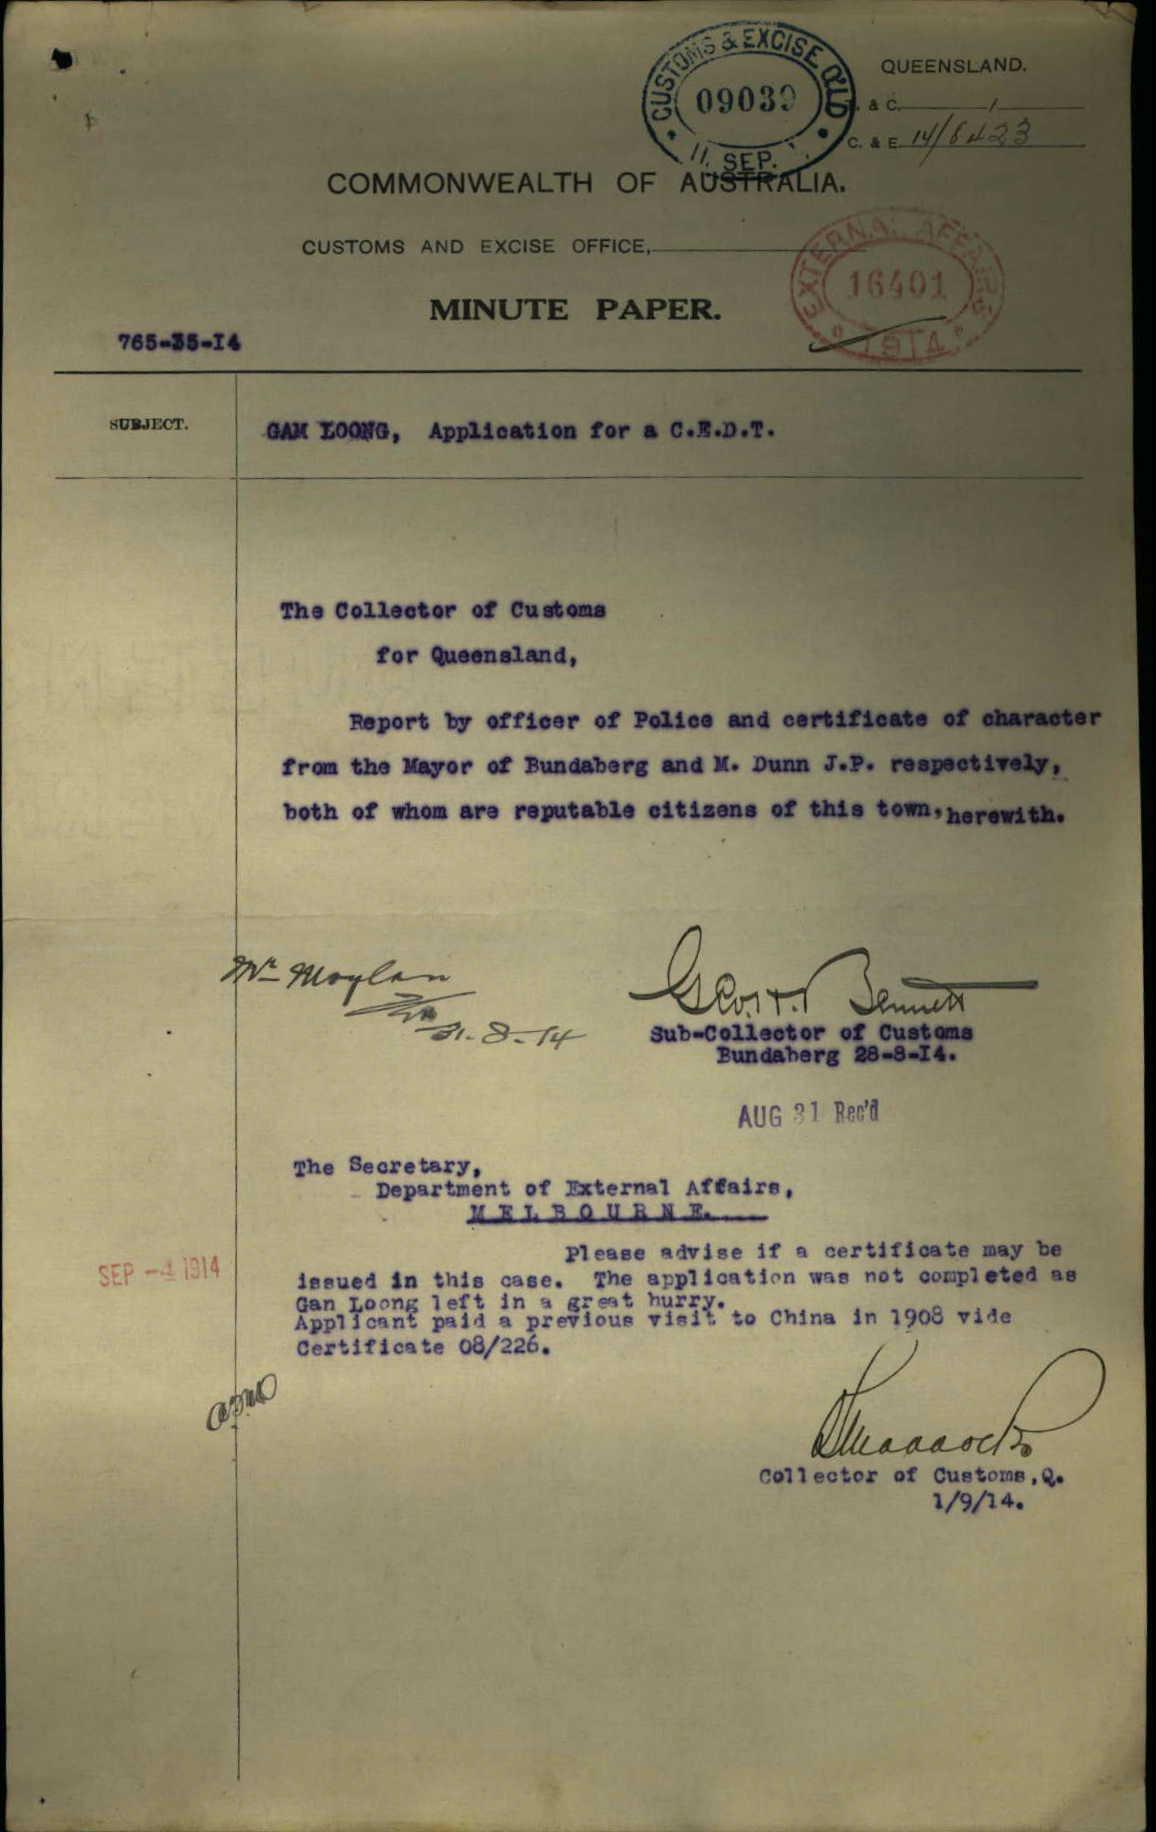 CUSTOMS & EXCISE QLD
09039
11 SEP.
QUEENSLAND.
& C. /
C. & E. 14/6423
COMMONWEALTH OF AUSTRALIA.
CUSTOMS AND EXCISE OFFICE,
EXTERNAL AFFAIRS
16401
1914
MINUTE PAPER.
765-35-I4
SUBJECT.
GAM LOONG, Application for a C.E.D.T.
The Collector of Customs
for Queensland,
Report by officer of Police and certificate of character
from the Mayor of Bundaberg and M. Dunn J.P. respectively,
both of whom are reputable citizens of this town, herewith.
Mr Moylan
31-8-14
Geo. H. Bennett
Sub-Collector of Customs
Bundaberg 28-8-I4.
AUG 31 Rec'd
The Secretary,
Department of External Affairs,
MELBOURNE.
Please advise if a certificate may be
issued in this case. The application was not completed as
Gan Loong left in a great hurry.
Applicant paid a previous visit to China in 1908 vide
Certificate 08/226.
SEP -4 1914
Collector of Customs,Q.
1/9/14.